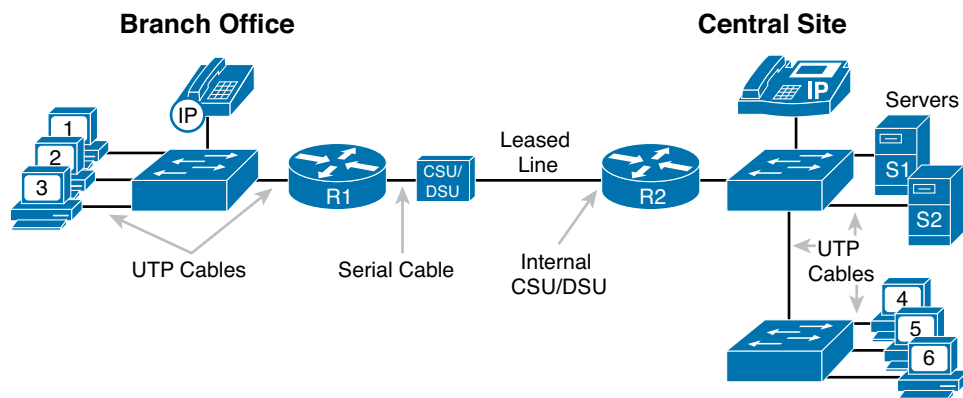 Branch Office
Central Site
IP
IP
Servers
1
2
3
Leased
Line
CSU/
DSU
R1
R2
S1
S2
UTP Cables
Serial Cable
Internal
CSU/DSU
UTP
Cables
4
5
6